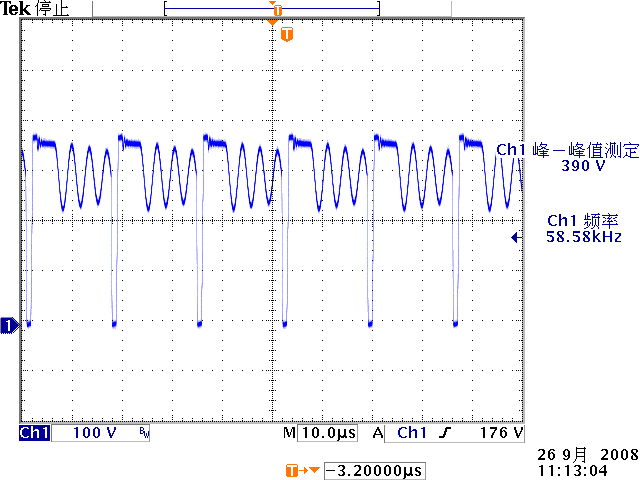 Tek 停止
T
T
Ch1 峰－峰值测定
390 V
Ch1 频率
58.58kHz
1
Ch1 100 V BW M 10.0µs A Ch1 176 V
T -3.20000µs
26 9月 2008
11:13:04